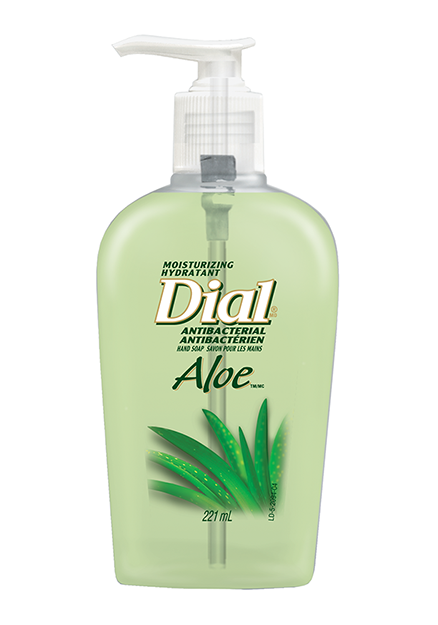 MOISTURIZING
HYDRATANT
Dial®
ANTIBACTERIAL
ANTIBACTÉRIEN
HAND SOAP SAVON POUR LES MAINS
Aloe TM/MC
221 mL